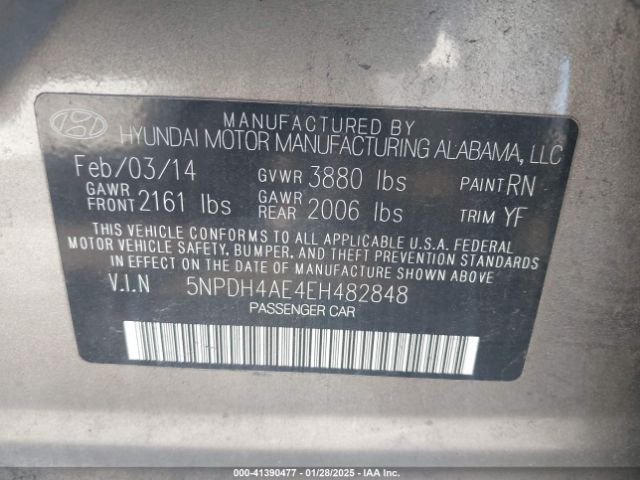 MANUFACTURED BY
HYUNDAI MOTOR MANUFACTURING ALABAMA, LLC
Feb/03/14 GVWR 3880 lbs PAINT RN
GAWR FRONT 2161 lbs GAWR REAR 2006 lbs TRIM YF
THIS VEHICLE CONFORMS TO ALL APPLICABLE U.S.A. FEDERAL
MOTOR VEHICLE SAFETY, BUMPER, AND THEFT PREVENTION STANDARDS
IN EFFECT ON THE DATE OF MANUFACTURE SHOWN ABOVE.
V.I.N 5NPDH4AE4EH482848
PASSENGER CAR
000-41390477 - 01/28/2025 - IAA Inc.